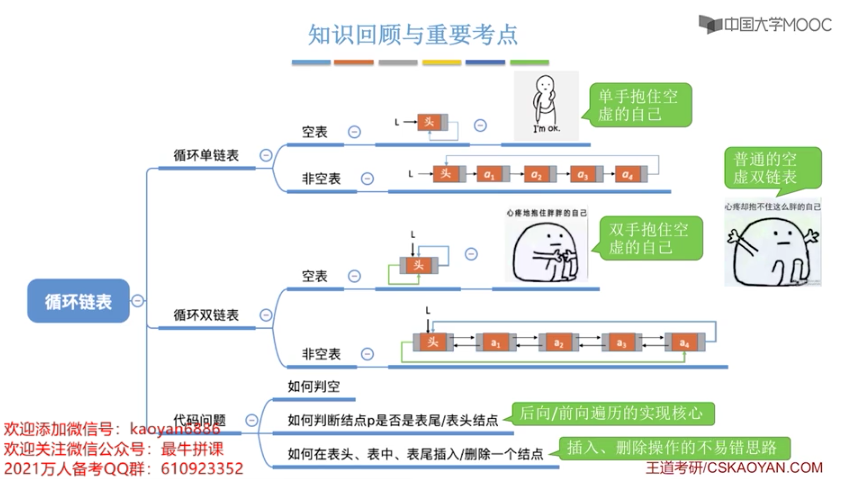 知识回顾与重要考点
中国大学MOOC
单手抱住空
虚的自己
I'm OK.
空表
L
头
循环单链表
非空表
L
头
a1
a2
a3
a4
普通的空
虚双链表
心疼却抱不住这么胖的自己
心疼地抱住胖胖的自己
双手抱住空
虚的自己
L
头
空表
循环链表
循环双链表
L
头
a1
a2
a3
a4
非空表
如何判空
代码问题
如何判断结点p是否是表尾/表头结点
后向/前向遍历的实现核心
如何在表头、表中、表尾插入/删除一个结点
插入、删除操作的不易错思路
欢迎添加微信号：kaoyan6886
欢迎关注微信公众号：最牛拼课
2021万人备考QQ群：610923352
王道考研/CSKAOYAN.COM